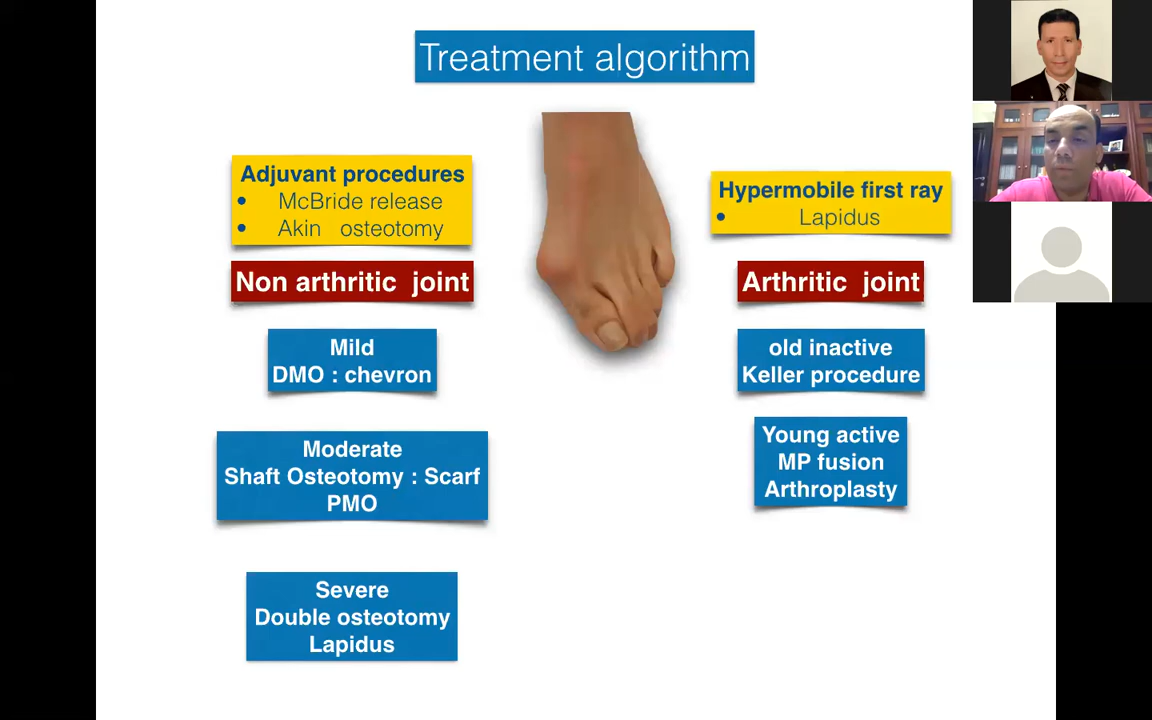 Treatment algorithm
Adjuvant procedures
• McBride release
• Akin osteotomy
Non arthritic joint
Mild
DMO : chevron
Moderate
Shaft Osteotomy : Scarf
PMO
Severe
Double osteotomy
Lapidus
Hypermobile first ray
• Lapidus
Arthritic joint
old inactive
Keller procedure
Young active
MP fusion
Arthroplasty